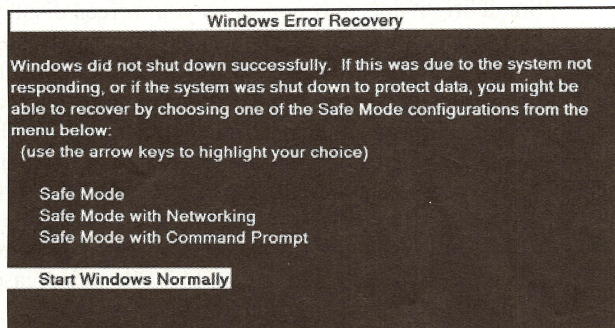 Windows Error Recovery
Windows did not shut down successfully. If this was due to the system not
responding, or if the system was shut down to protect data, you might be
able to recover by choosing one of the Safe Mode configurations from the
menu below:
(use the arrow keys to highlight your choice)
Safe Mode
Safe Mode with Networking
Safe Mode with Command Prompt
Start Windows Normally